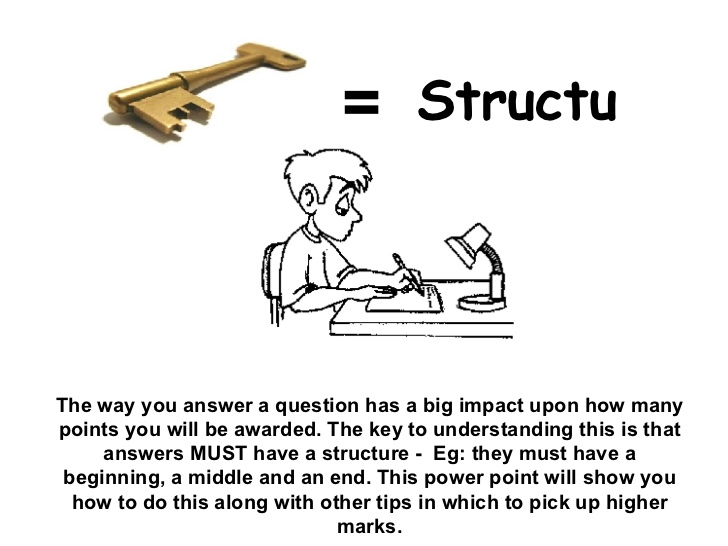 = Structu
The way you answer a question has a big impact upon how many
points you will be awarded. The key to understanding this is that
answers MUST have a structure - Eg: they must have a
beginning, a middle and an end. This power point will show you
how to do this along with other tips in which to pick up higher
marks.